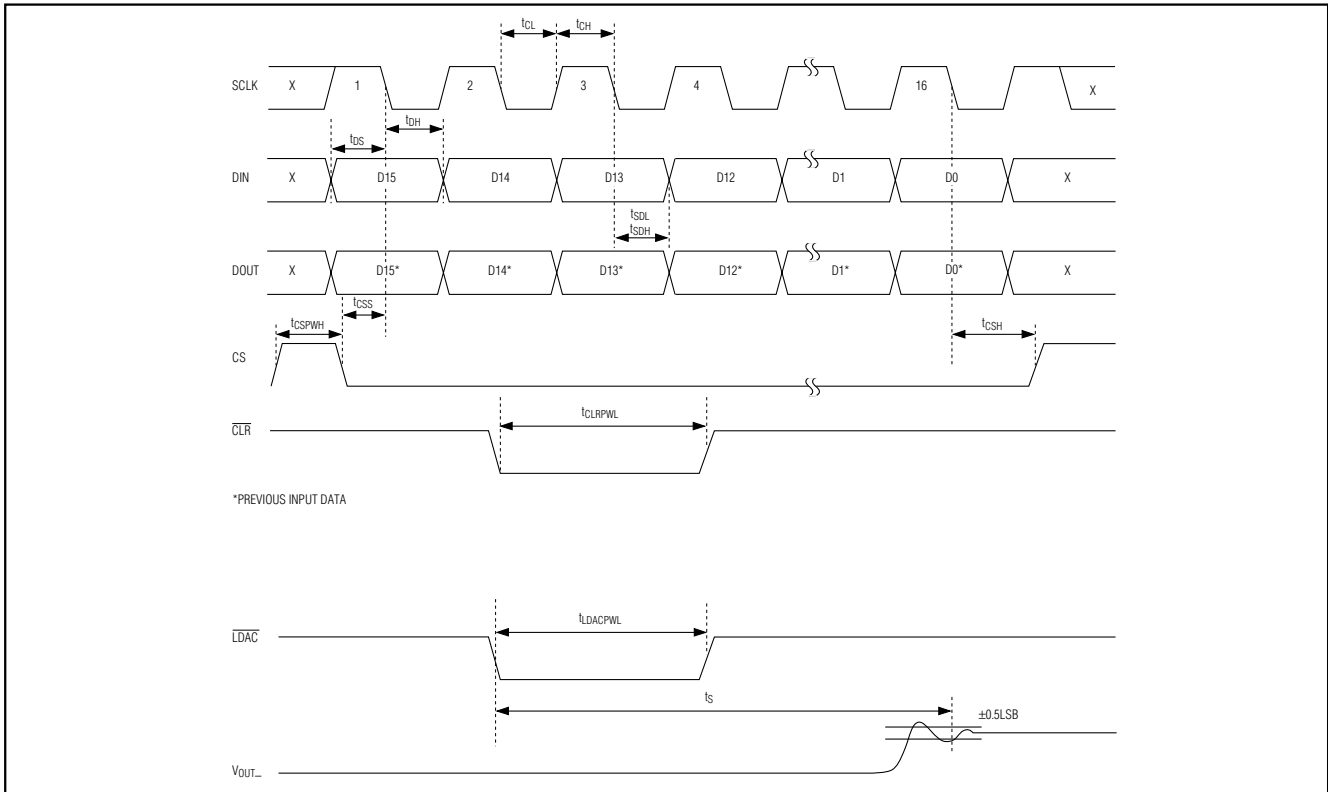 tCL tCH
SCLK X 1 2 3 4 16 X
tDH
tDS
DIN X D15 D14 D13 D12 D1 D0 X
tSDL
tSDH
DOUT X D15* D14* D13* D12* D1* D0* X
tCSS
tCSPWH tCSH
CS
tCLRPWL
CLR
*PREVIOUS INPUT DATA
tLDACPWL
LDAC
tS
±0.5LSB
VOUT_